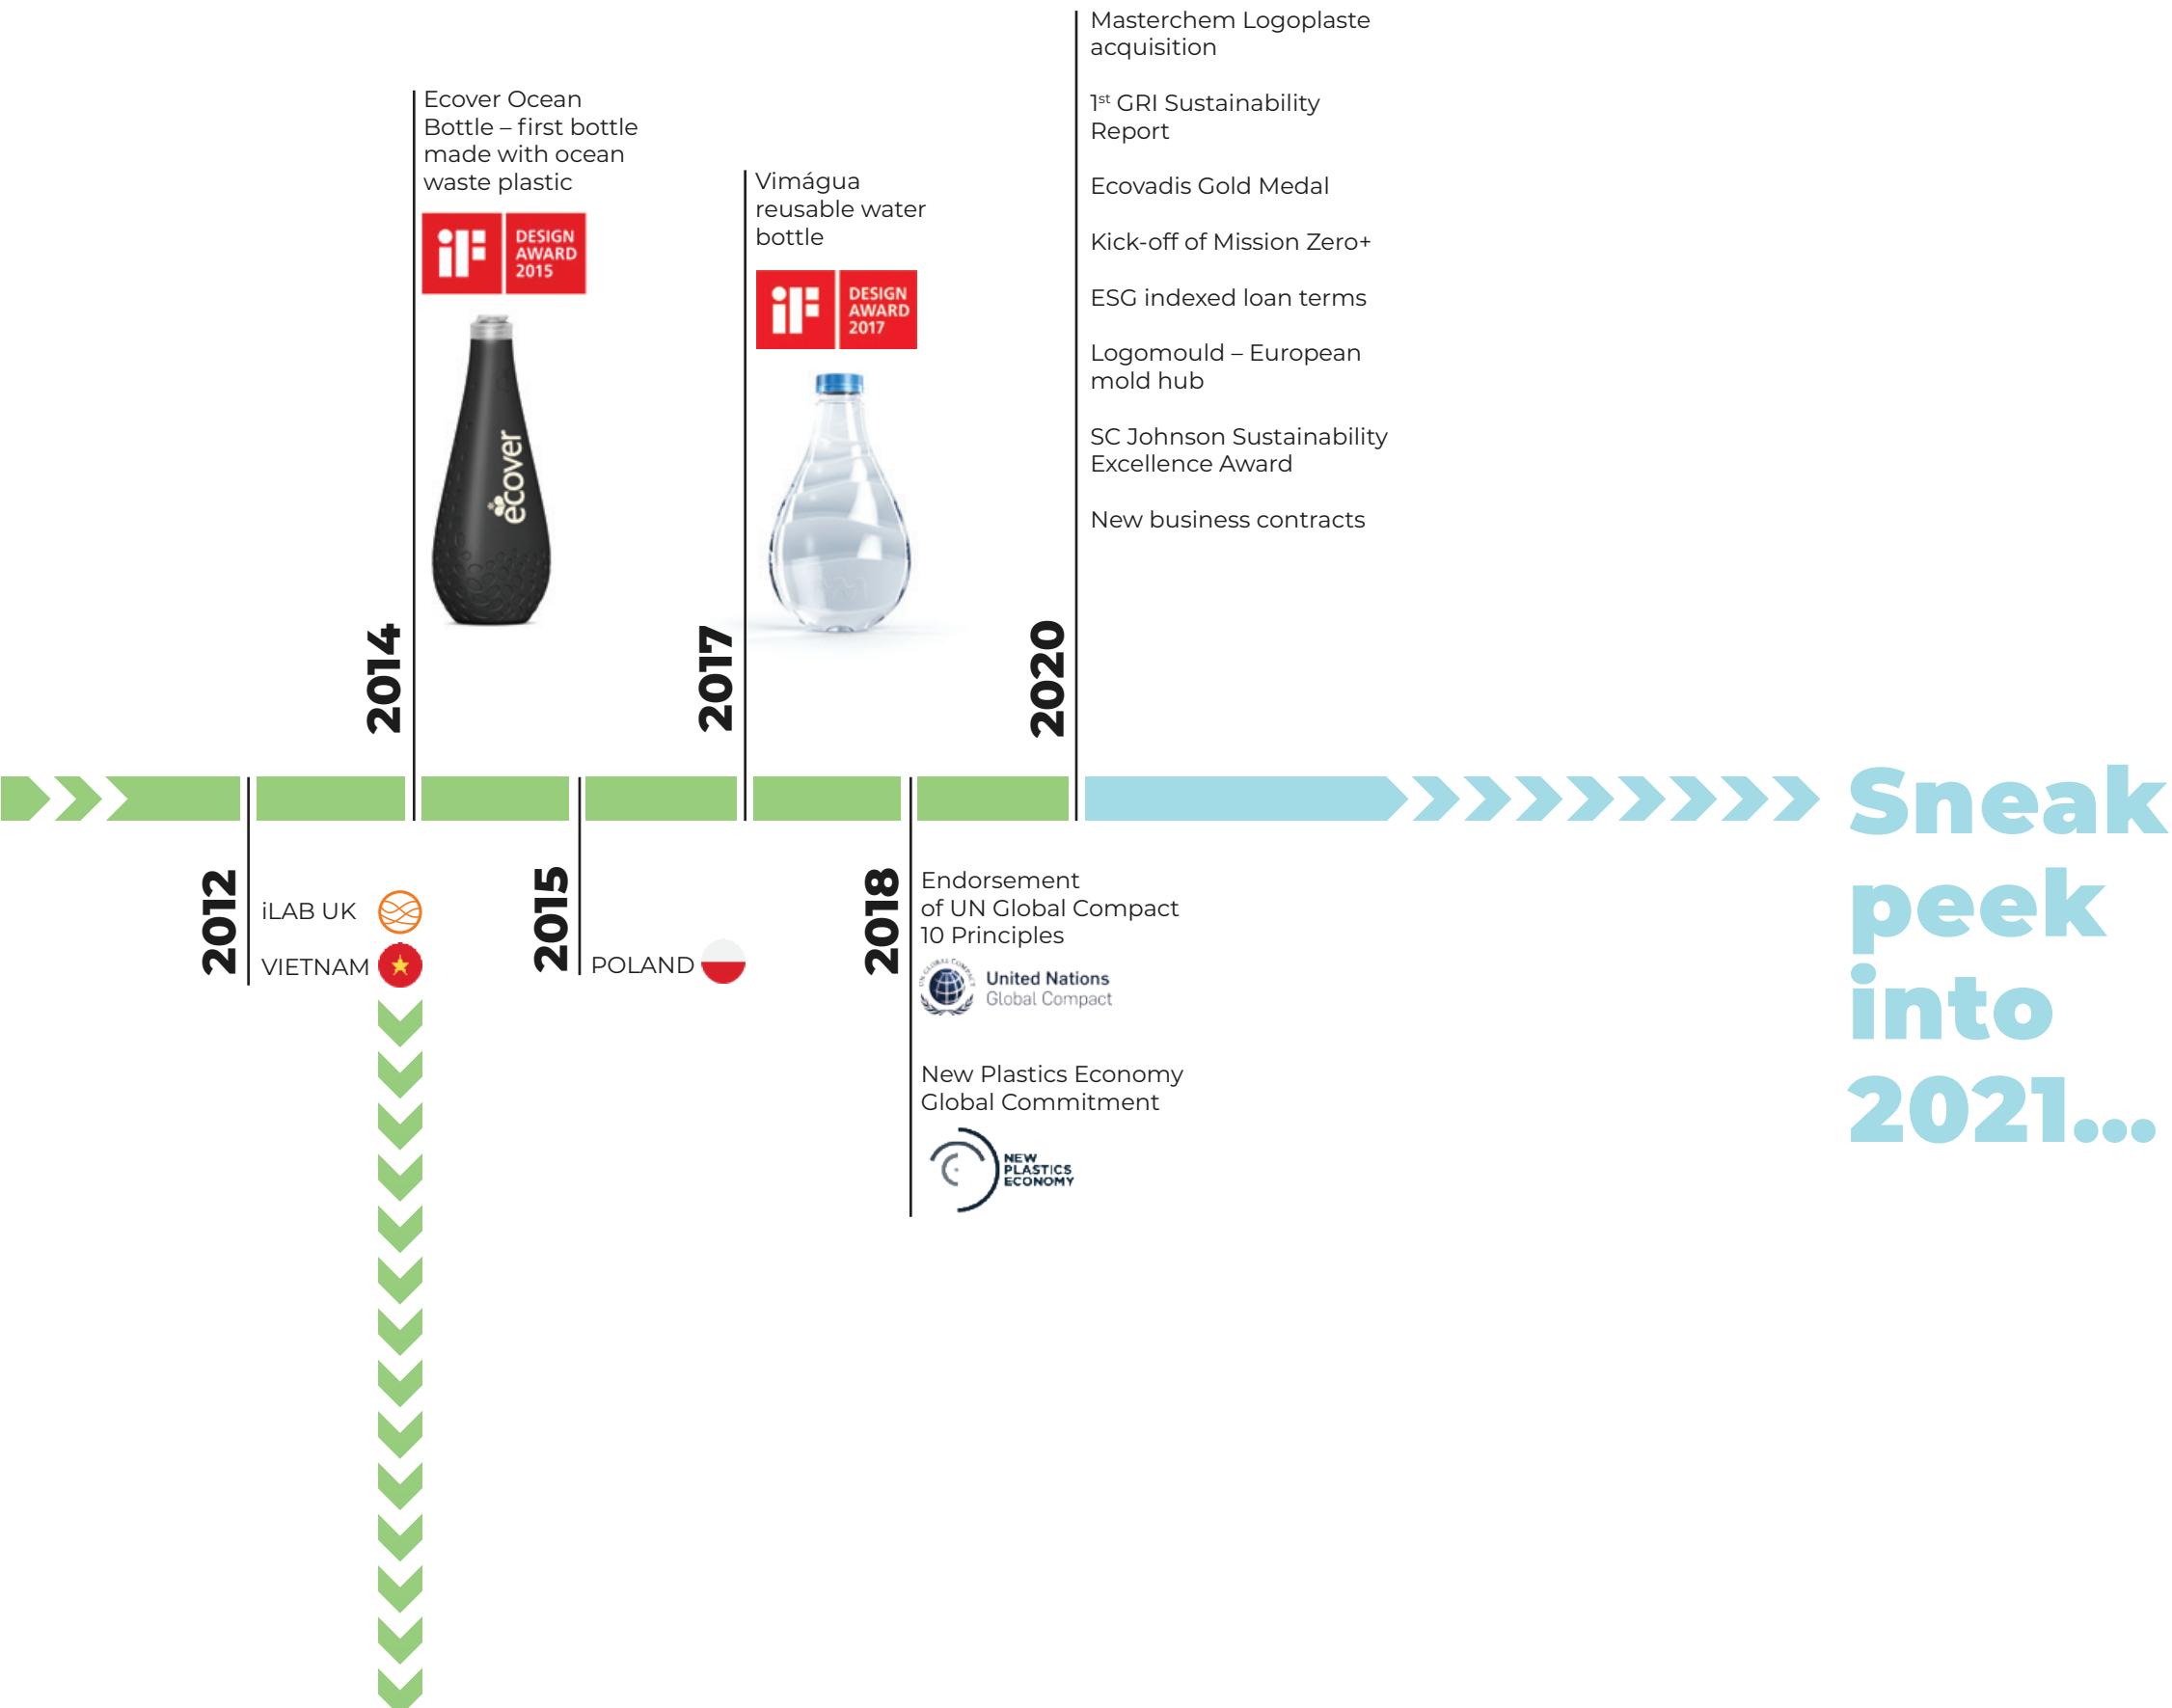 Masterchem Logoplaste
acquisition
1st GRI Sustainability
Report
Ecovadis Gold Medal
Kick-off of Mission Zero+
ESG indexed loan terms
Logomould – European
mold hub
SC Johnson Sustainability
Excellence Award
New business contracts
2020
Ecover Ocean
Bottle – first bottle
made with ocean
waste plastic
iF
DESIGN
AWARD
2015
ecover
2014
Vimágua
reusable water
bottle
iF
DESIGN
AWARD
2017
2017
2012
iLAB UK
VIETNAM
2015
POLAND
2018
Endorsement
of UN Global Compact
10 Principles
UN GLOBAL COMPACT
United Nations
Global Compact
New Plastics Economy
Global Commitment
NEW
PLASTICS
ECONOMY
Sneak
peek
into
2021...